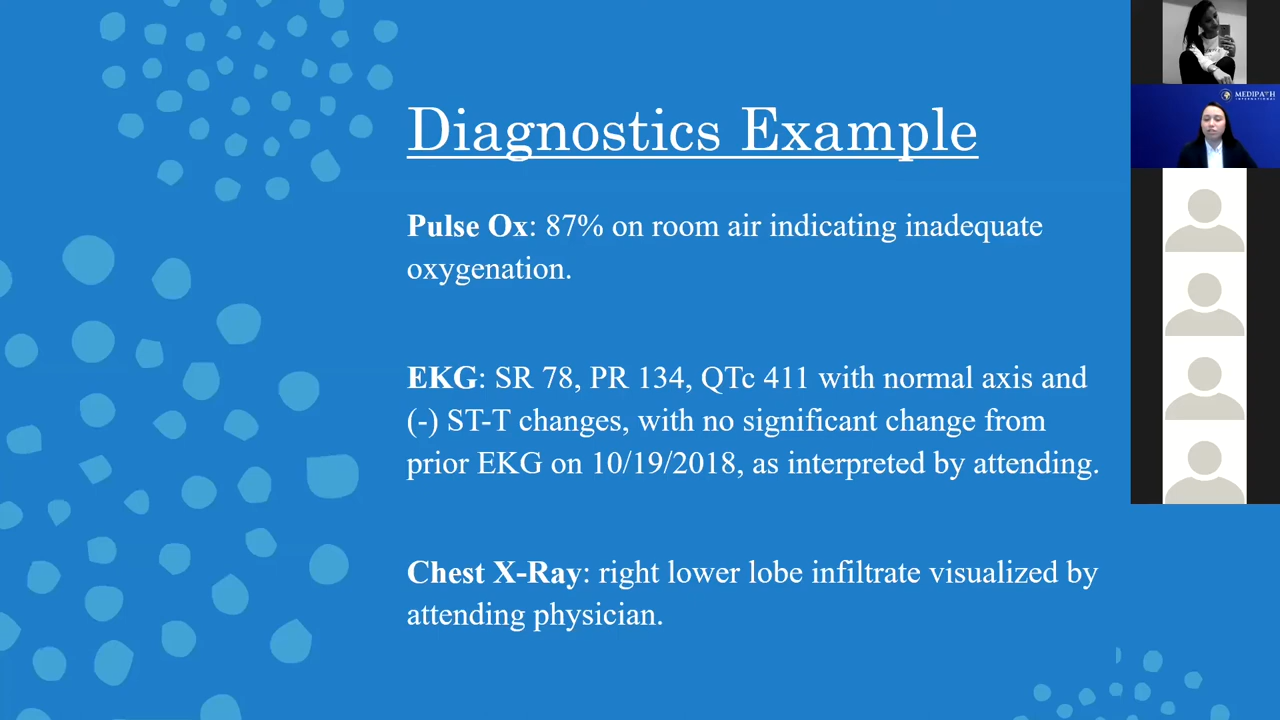 Diagnostics Example
Pulse Ox: 87% on room air indicating inadequate
oxygenation.
EKG: SR 78, PR 134, QTc 411 with normal axis and
(-) ST-T changes, with no significant change from
prior EKG on 10/19/2018, as interpreted by attending.
Chest X-Ray: right lower lobe infiltrate visualized by
attending physician.
MEDIPATH
INTERNATIONAL